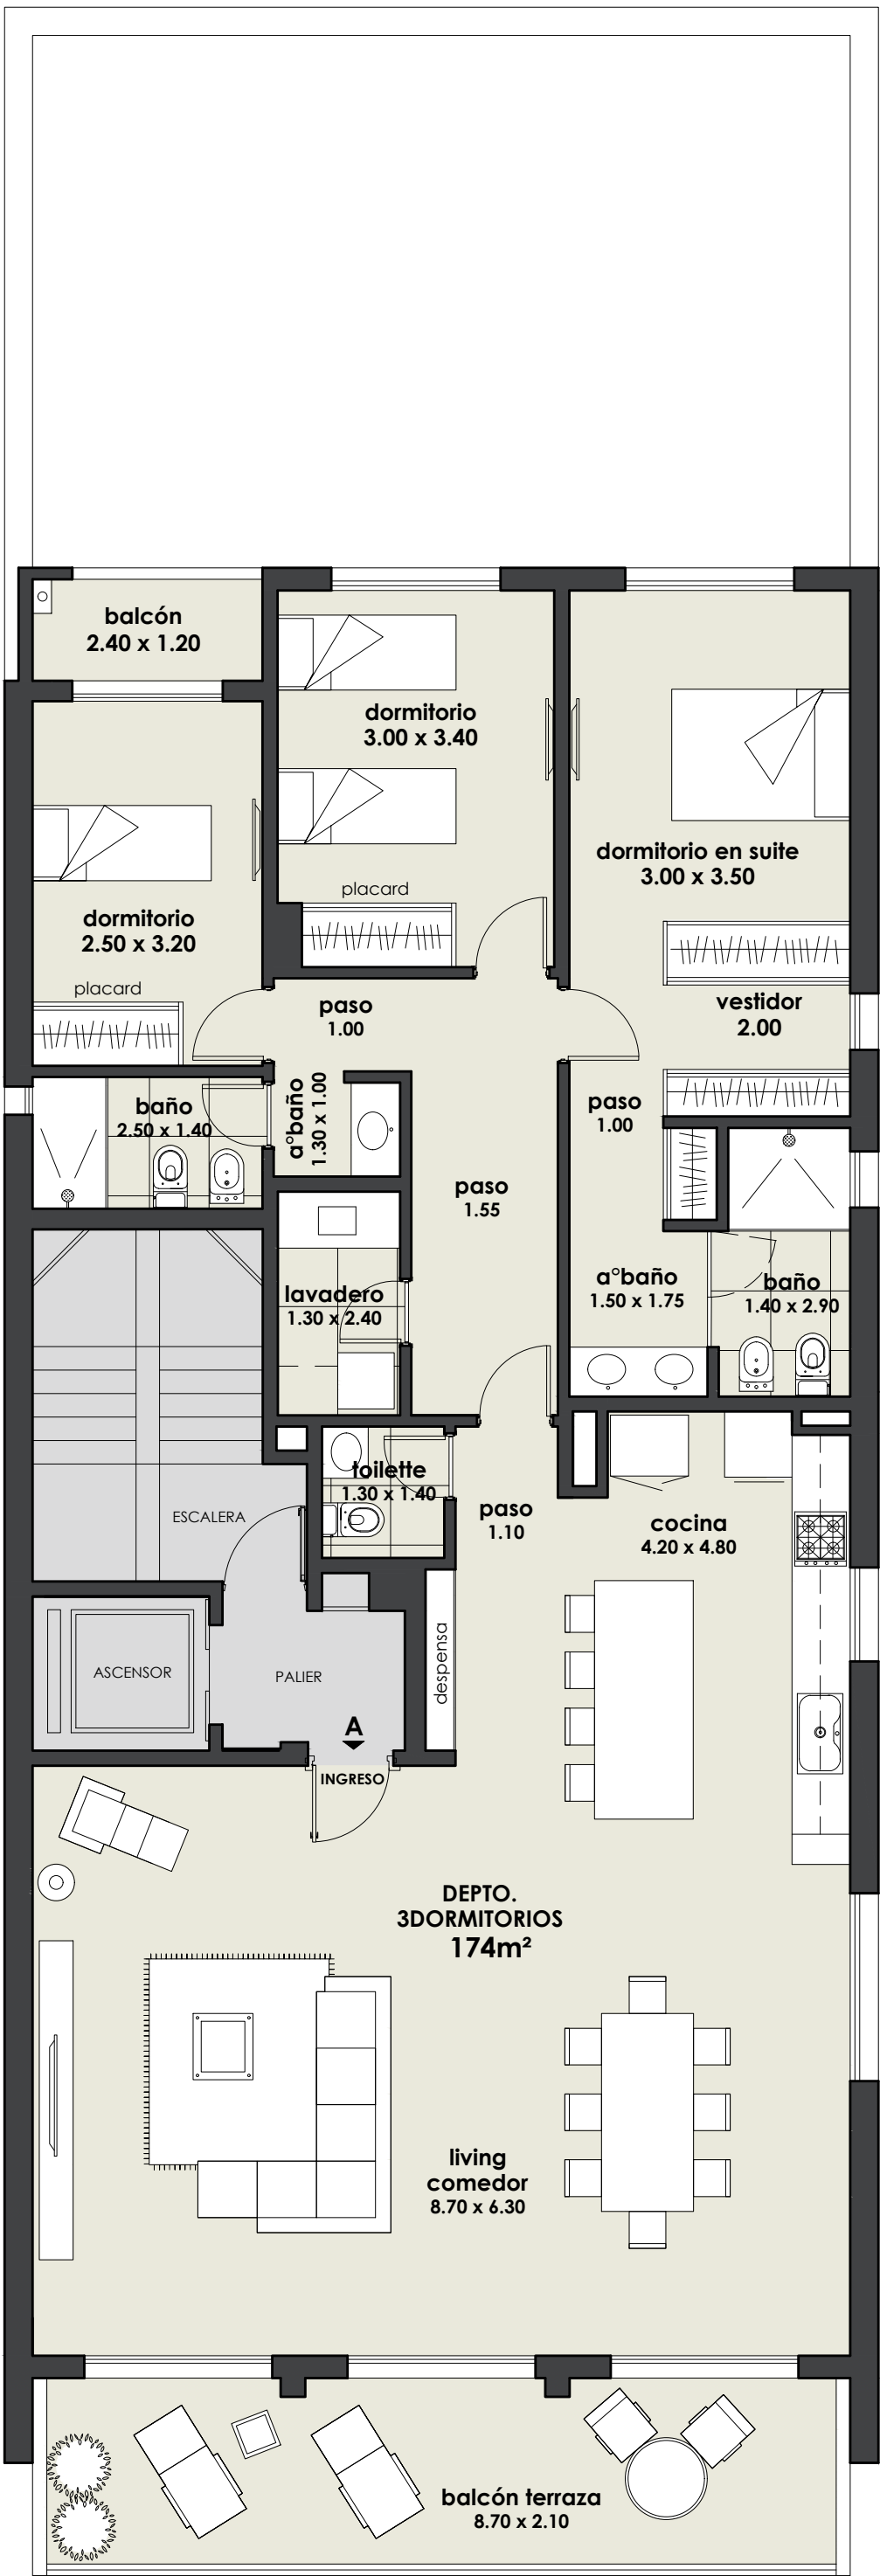 balcón
2.40 x 1.20
dormitorio
3.00 x 3.40
dormitorio en suite
3.00 x 3.50
placard
dormitorio
2.50 x 3.20
placard
paso
1.00
vestidor
2.00
baño
2.50 x 1.40
a°baño
1.30 x 1.00
paso
1.00
paso
1.55
lavadero
1.30 x 2.40
a°baño
1.50 x 1.75
baño
1.40 x 2.90
toilette
1.30 x 1.40
ESCALERA
paso
1.10
cocina
4.20 x 4.80
despensa
ASCENSOR
PALIER
A
INGRESO
DEPTO.
3DORMITORIOS
174m²
living
comedor
8.70 x 6.30
balcón terraza
8.70 x 2.10